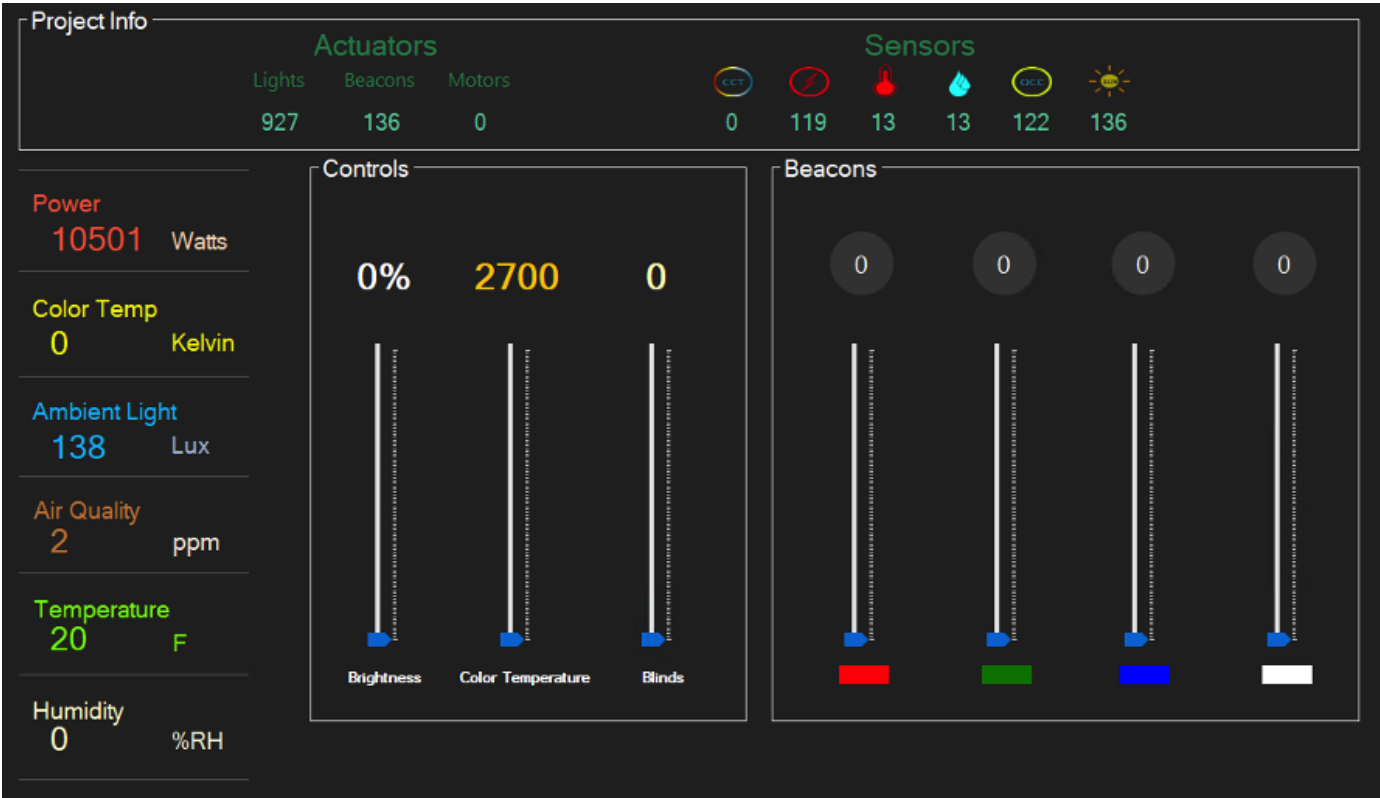 Project Info
Actuators Sensors
Lights Beacons Motors CCT OCC LUX
927 136 0 0 119 13 13 122 136
Controls Beacons
Power
10501 Watts
0% 2700 0 0 0 0 0
Color Temp
0 Kelvin
Ambient Light
138 Lux
Air Quality
2 ppm
Temperature
20 F
Brightness Color Temperature Blinds
Humidity
0 %RH